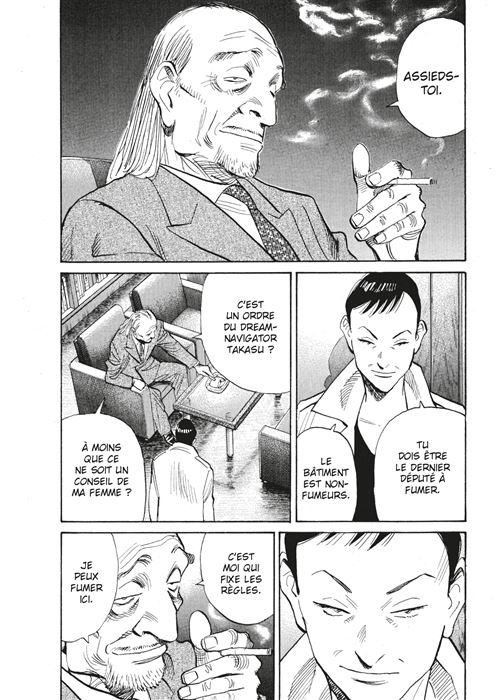 ASSIEDS-
TOI.
TU
DOIS ÊTRE
LE DERNIER
DÉPUTÉ À
FUMER.
LE
BÂTIMENT
EST NON-
FUMEURS.
C'EST
UN ORDRE
DU DREAM-
NAVIGATOR
TAKASU ?
À MOINS
QUE CE
NE SOIT UN
CONSEIL DE
MA FEMME ?
C'EST
MOI QUI
FIXE LES
RÈGLES.
JE
PEUX
FUMER
ICI.